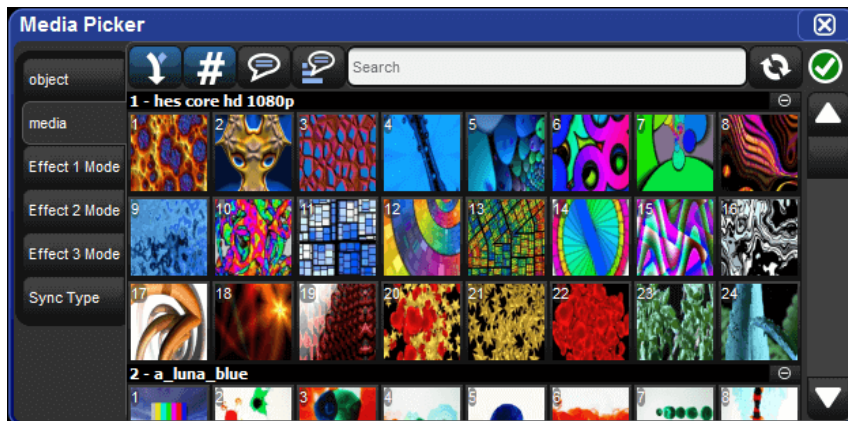 Media Picker
object
media
Effect 1 Mode
Effect 2 Mode
Effect 3 Mode
Sync Type
#
Search
1 - hes core hd 1080p
1 2 3 4 5 6 7 8
9 10 11 12 13 14 15 16
17 18 19 20 21 22 23 24
2 - a_luna_blue
1 2 3 4 5 6 7 8